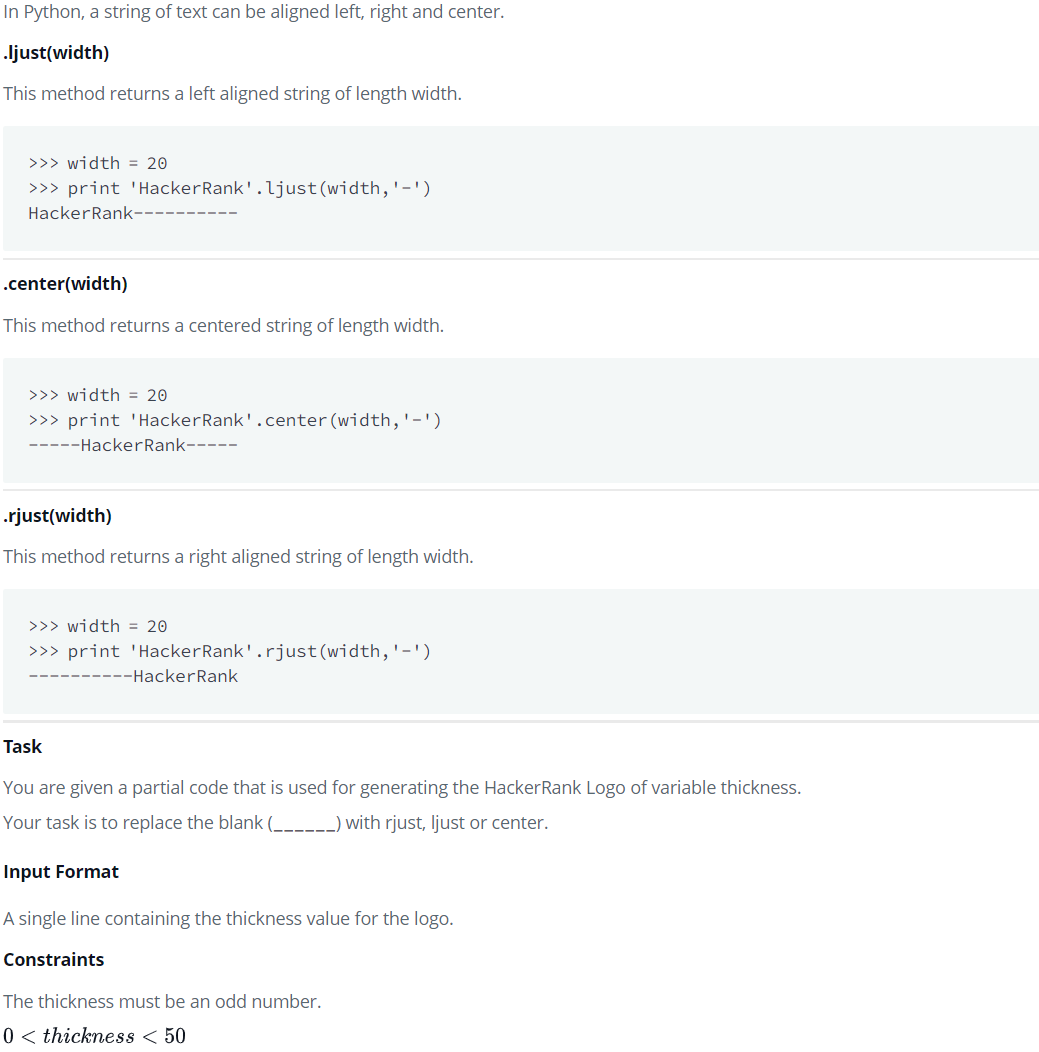 In Python, a string of text can be aligned left, right and center.
.ljust(width)
This method returns a left aligned string of length width.
>>> width = 20
>>> print 'HackerRank'.ljust(width,'-')
HackerRank----------
.center(width)
This method returns a centered string of length width.
>>> width = 20
>>> print 'HackerRank'.center(width,'-')
-----HackerRank-----
.rjust(width)
This method returns a right aligned string of length width.
>>> width = 20
>>> print 'HackerRank'.rjust(width,'-')
----------HackerRank
Task
You are given a partial code that is used for generating the HackerRank Logo of variable thickness.
Your task is to replace the blank (______) with rjust, ljust or center.
Input Format
A single line containing the thickness value for the logo.
Constraints
The thickness must be an odd number.
0 < thickness < 50